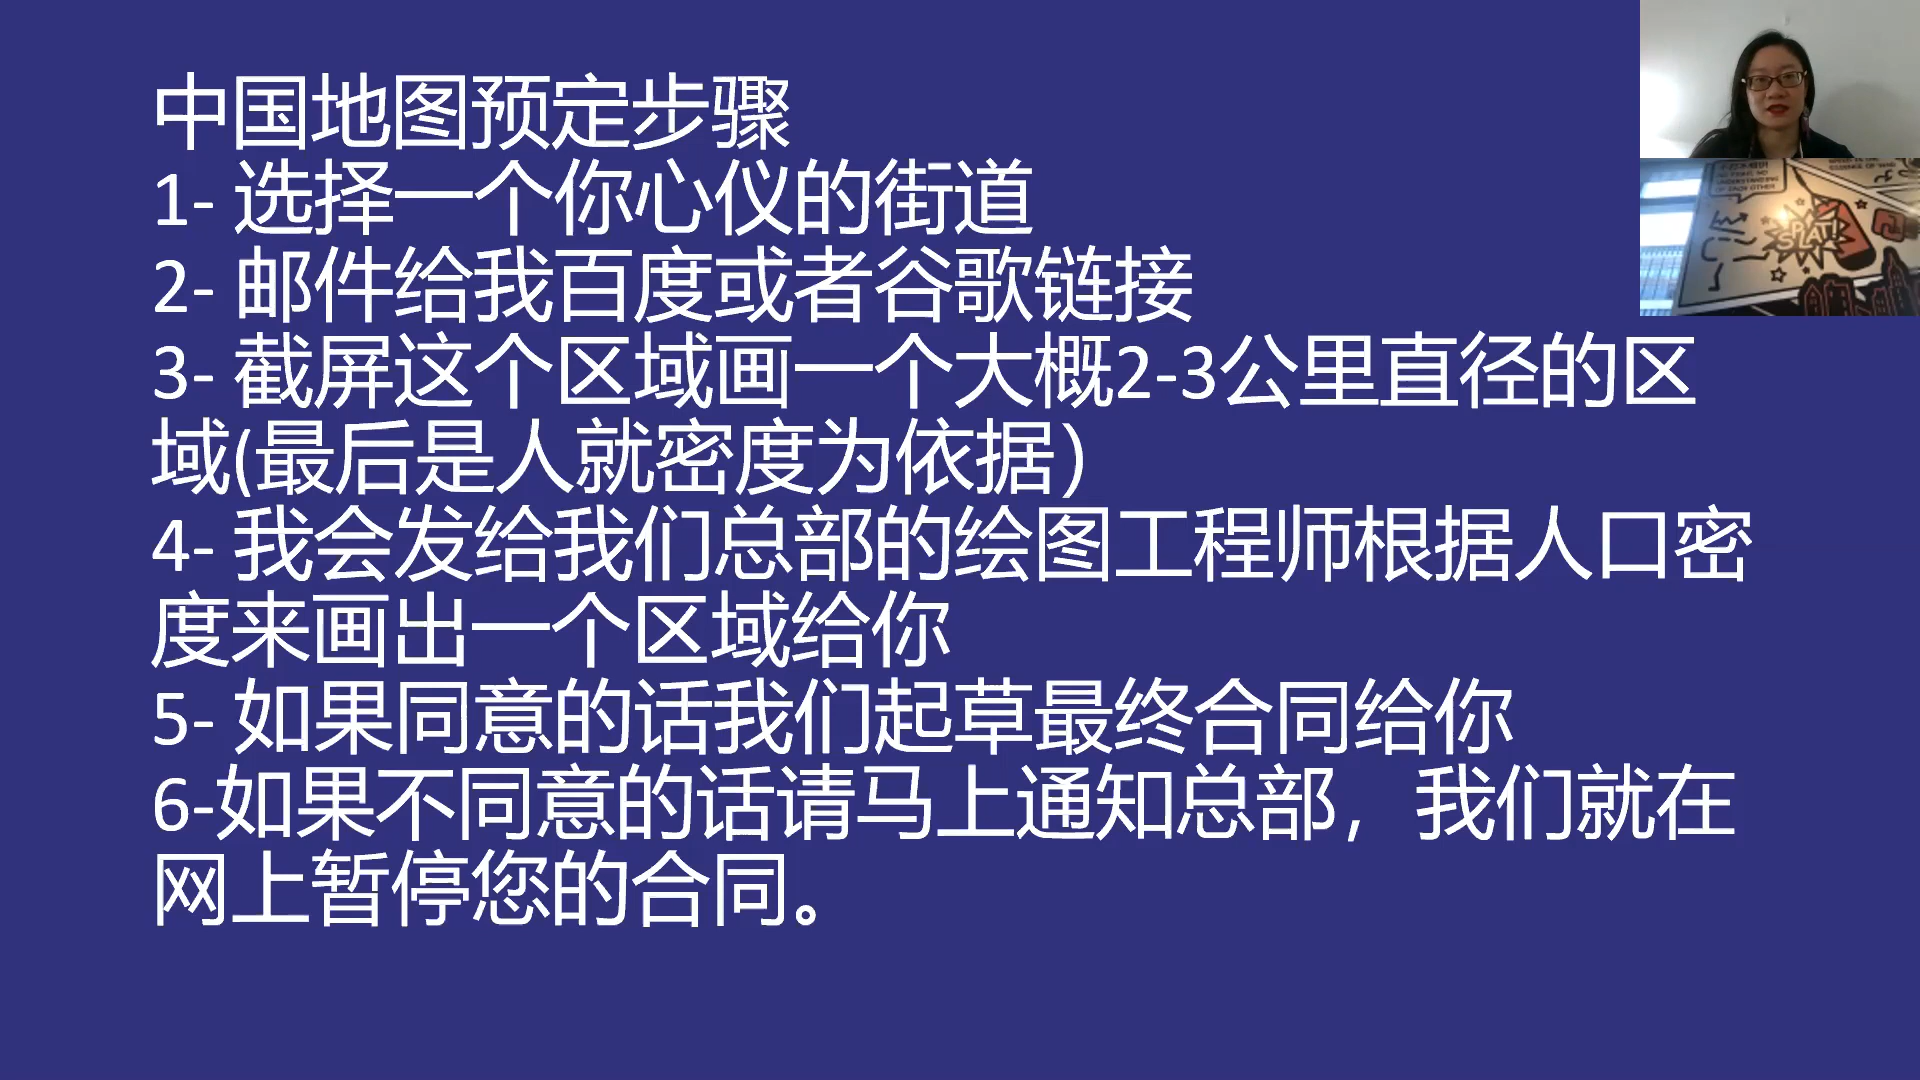 中国地图预定步骤
1- 选择一个你心仪的街道
2- 邮件给我百度或者谷歌链接
3- 截屏这个区域画一个大概2-3公里直径的区
域(最后是人就密度为依据）
4- 我会发给我们总部的绘图工程师根据人口密
度来画出一个区域给你
5- 如果同意的话我们起草最终合同给你
6-如果不同意的话请马上通知总部，我们就在
网上暂停您的合同。
SPLAT!